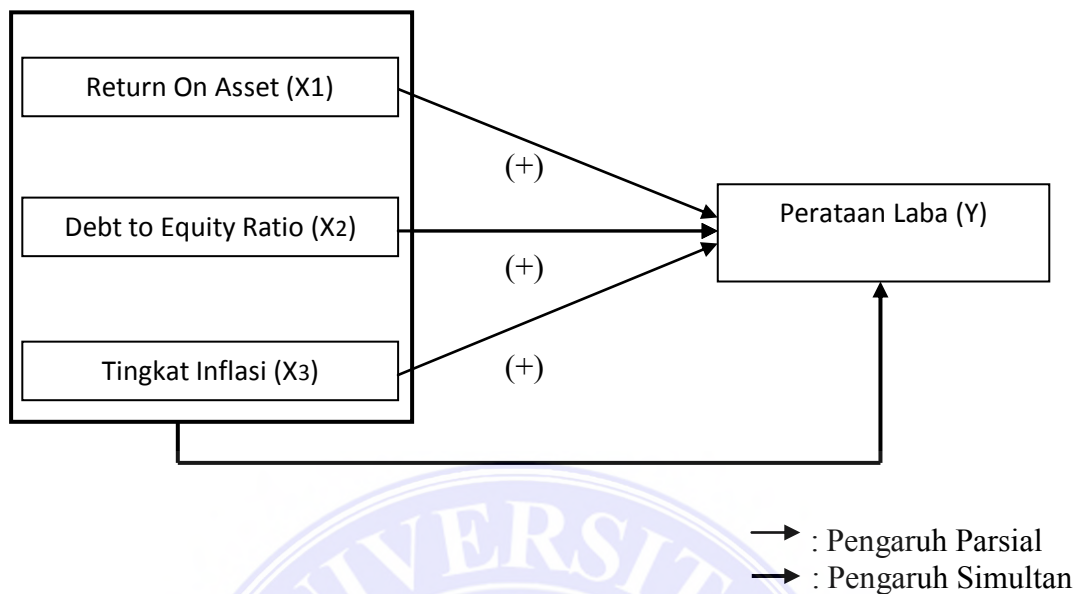 Return On Asset (X1)
(+)
Debt to Equity Ratio (X2)
Perataan Laba (Y)
(+)
Tingkat Inflasi (X3)
(+)
: Pengaruh Parsial
: Pengaruh Simultan